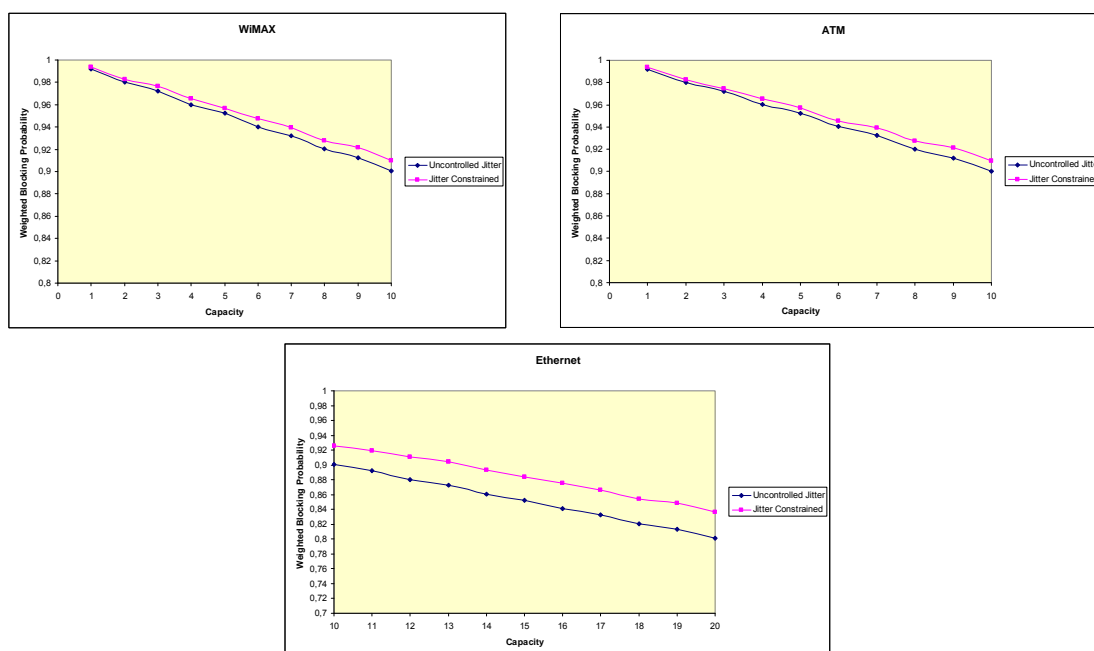 WiMAX
Weighted Blocking Probability
1
0,98
0,96
0,94
0,92
0,9
0,88
0,86
0,84
0,82
0,8
0 1 2 3 4 5 6 7 8 9 10
Capacity
Uncontrolled Jitter
Jitter Constrained
ATM
Weighted Blocking Probability
1
0,98
0,96
0,94
0,92
0,9
0,88
0,86
0,84
0,82
0,8
0 1 2 3 4 5 6 7 8 9 10
Capacity
Uncontrolled Jitter
Jitter Constrained
Ethernet
Weighted Blocking Probability
1
0,98
0,96
0,94
0,92
0,9
0,88
0,86
0,84
0,82
0,8
0,78
0,76
0,74
0,72
0,7
10 11 12 13 14 15 16 17 18 19 20
Capacity
Uncontrolled Jitter
Jitter Constrained